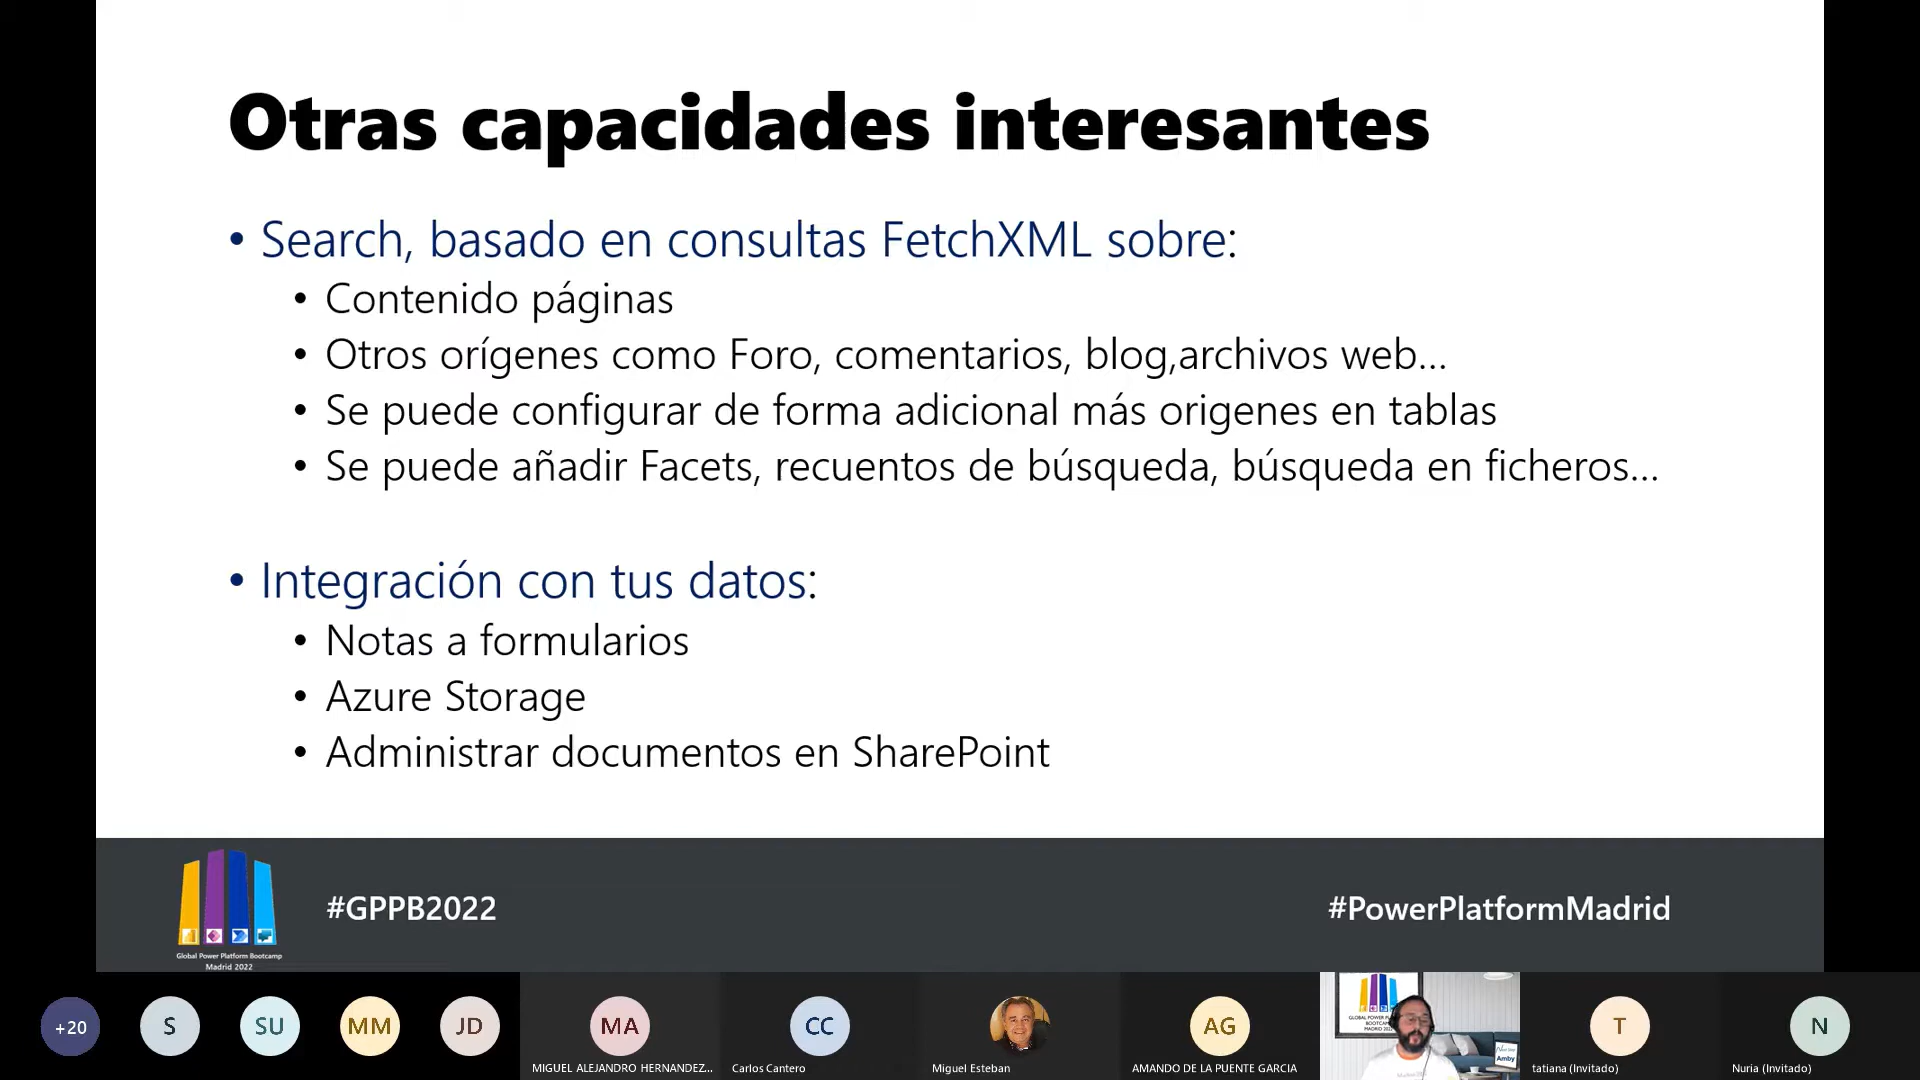 Otras capacidades interesantes
• Search, basado en consultas FetchXML sobre:
• Contenido páginas
• Otros orígenes como Foro, comentarios, blog,archivos web...
• Se puede configurar de forma adicional más origenes en tablas
• Se puede añadir Facets, recuentos de búsqueda, búsqueda en ficheros...
• Integración con tus datos:
• Notas a formularios
• Azure Storage
• Administrar documentos en SharePoint
Global Power Platform Bootcamp
Madrid 2022
#GPPB2022
#PowerPlatformMadrid
+20
S
SU
MM
JD
MA
MIGUEL ALEJANDRO HERNANDEZ...
CC
Carlos Cantero
Miguel Esteban
AG
AMANDO DE LA PUENTE GARCIA
T
tatiana (Invitado)
N
Nuria (Invitado)